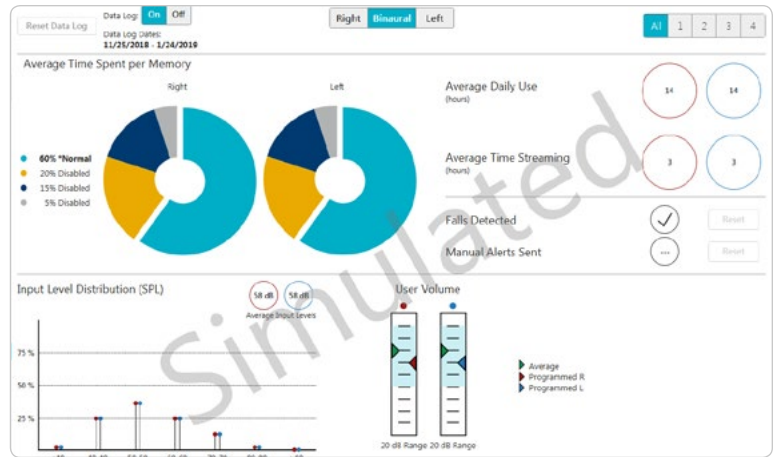 Reset Data Log
Data Log: On Off
Data Log Dates:
11/25/2018 - 1/24/2019
Right Binaural Left
All 1 2 3 4
Average Time Spent per Memory
Right Left
60% *Normal
20% Disabled
15% Disabled
5% Disabled
Average Daily Use
(hours)
14 14
Average Time Streaming
(hours)
3 3
Falls Detected
Reset
Manual Alerts Sent
... Reset
Simulated
Input Level Distribution (SPL)
58 dB 58 dB
Average Input Levels
75 %
50 %
25 %
User Volume
Average
Programmed R
Programmed L
20 dB Range 20 dB Range